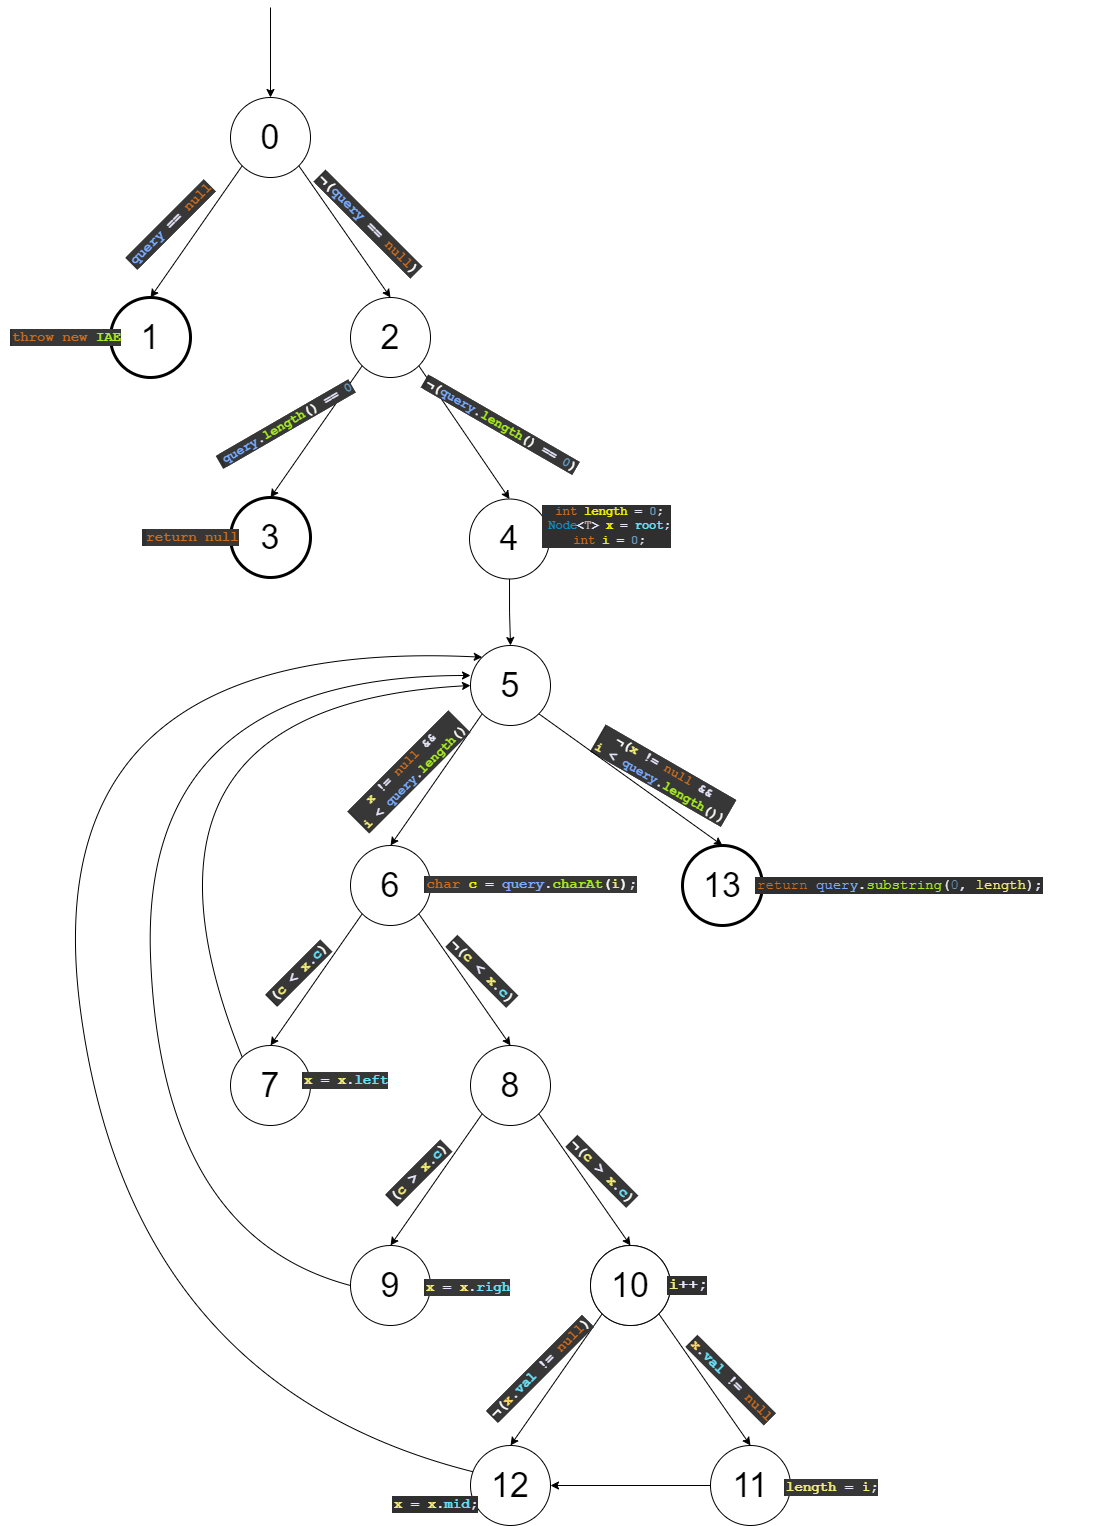 0
query == null
¬(query == null)
1
throw new IAE
2
query.length() == 0
¬(query.length() == 0)
3
return null
4
int length = 0;
Node<T> x = root;
int i = 0;
5
x != null &&
i < query.length()
¬(x != null &&
i < query.length())
6
char c = query.charAt(i);
13
return query.substring(0, length);
(c < x.c)
¬(c < x.c)
7
x = x.left
8
(c > x.c)
¬(c > x.c)
9
x = x.righ
10
i++;
¬(x.val != null)
x.val != null
12
x = x.mid;
11
length = i;